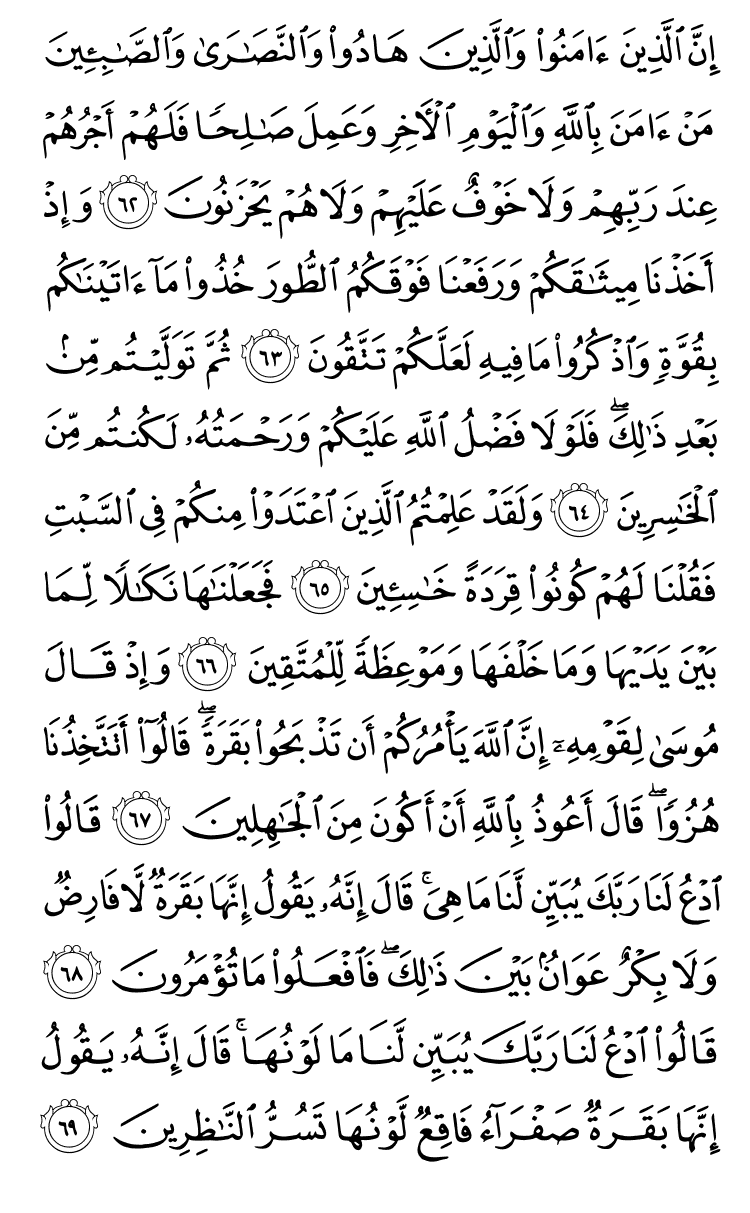 إِنَّ ٱلَّذِينَ ءَامَنُوا۟ وَٱلَّذِينَ هَادُوا۟ وَٱلنَّصَـٰرَىٰ وَٱلصَّـٰبِـِٔينَ
مَنْ ءَامَنَ بِٱللَّهِ وَٱلْيَوْمِ ٱلْـَٔاخِرِ وَعَمِلَ صَـٰلِحًا فَلَهُمْ أَجْرُهُمْ
عِندَ رَبِّهِمْ وَلَا خَوْفٌ عَلَيْهِمْ وَلَا هُمْ يَحْزَنُونَ ٦٢ وَإِذْ
أَخَذْنَا مِيثَـٰقَكُمْ وَرَفَعْنَا فَوْقَكُمُ ٱلطُّورَ خُذُوا۟ مَآ ءَاتَيْنَـٰكُم
بِقُوَّةٍ وَٱذْكُرُوا۟ مَا فِيهِ لَعَلَّكُمْ تَتَّقُونَ ٦٣ ثُمَّ تَوَلَّيْتُم مِّنۢ
بَعْدِ ذَٰلِكَ ۖ فَلَوْلَا فَضْلُ ٱللَّهِ عَلَيْكُمْ وَرَحْمَتُهُۥ لَكُنتُم مِّنَ
ٱلْخَـٰسِرِينَ ٦٤ وَلَقَدْ عَلِمْتُمُ ٱلَّذِينَ ٱعْتَدَوْا۟ مِنكُمْ فِى ٱلسَّبْتِ
فَقُلْنَا لَهُمْ كُونُوا۟ قِرَدَةً خَـٰسِـِٔينَ ٦٥ فَجَعَلْنَـٰهَا نَكَـٰلًا لِّمَا
بَيْنَ يَدَيْهَا وَمَا خَلْفَهَا وَمَوْعِظَةً لِّلْمُتَّقِينَ ٦٦ وَإِذْ قَالَ
مُوسَىٰ لِقَوْمِهِۦٓ إِنَّ ٱللَّهَ يَأْمُرُكُمْ أَن تَذْبَحُوا۟ بَقَرَةً ۖ قَالُوٓا۟ أَتَتَّخِذُنَا
هُزُوًا ۖ قَالَ أَعُوذُ بِٱللَّهِ أَنْ أَكُونَ مِنَ ٱلْجَـٰهِلِينَ ٦٧ قَالُوا۟
ٱدْعُ لَنَا رَبَّكَ يُبَيِّن لَّنَا مَا هِىَ ۚ قَالَ إِنَّهُۥ يَقُولُ إِنَّهَا بَقَرَةٌ لَّا فَارِضٌ
وَلَا بِكْرٌ عَوَانٌۢ بَيْنَ ذَٰلِكَ ۖ فَٱفْعَلُوا۟ مَا تُؤْمَرُونَ ٦٨
قَالُوا۟ ٱدْعُ لَنَا رَبَّكَ يُبَيِّن لَّنَا مَا لَوْنُهَا ۚ قَالَ إِنَّهُۥ يَقُولُ
إِنَّهَا بَقَرَةٌ صَفْرَآءُ فَاقِعٌ لَّوْنُهَا تَسُرُّ ٱلنَّـٰظِرِينَ ٦٩